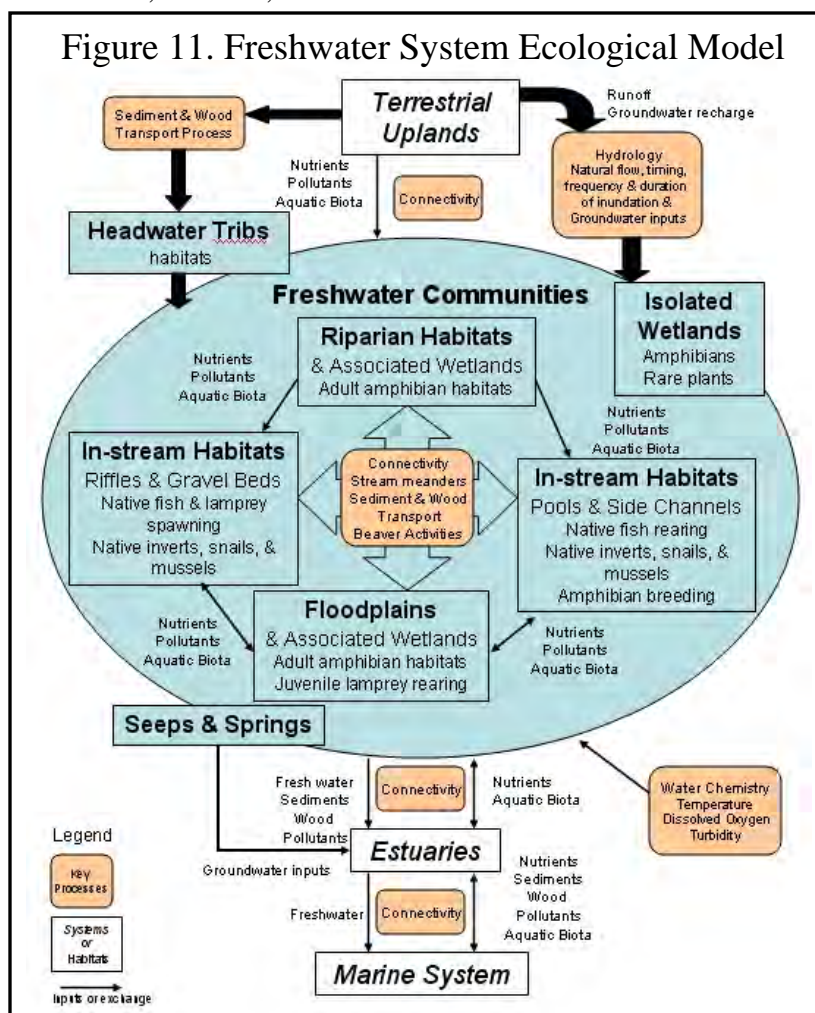 Figure 11. Freshwater System Ecological Model
Terrestrial
Uplands
Sediment & Wood
Transport Process
Runoff
Groundwater recharge
Nutrients
Pollutants
Aquatic Biota
Connectivity
Hydrology
Natural flow, timing,
frequency & duration
of inundation &
Groundwater inputs
Headwater Tribs
habitats
Freshwater Communities
Isolated
Wetlands
Amphibians
Rare plants
Riparian Habitats
& Associated Wetlands
Adult amphibian habitats
Nutrients
Pollutants
Aquatic Biota
Nutrients
Pollutants
Aquatic Biota
In-stream Habitats
Riffles & Gravel Beds
Native fish & lamprey
spawning
Native inverts, snails, &
mussels
Connectivity
Stream meanders
Sediment & Wood
Transport
Beaver Activities
In-stream Habitats
Pools & Side Channels
Native fish rearing
Native inverts, snails, &
mussels
Amphibian breeding
Floodplains
& Associated Wetlands
Adult amphibian habitats
Juvenile lamprey rearing
Nutrients
Pollutants
Aquatic Biota
Nutrients
Pollutants
Aquatic Biota
Seeps & Springs
Fresh water
Sediments
Wood
Pollutants
Connectivity
Nutrients
Aquatic Biota
Water Chemistry
Temperature
Dissolved Oxygen
Turbidity
Estuaries
Groundwater inputs
Freshwater
Connectivity
Nutrients
Sediments
Wood
Pollutants
Aquatic Biota
Marine System
Legend
Key
Processes
Systems
or
Habitats
Inputs or exchange